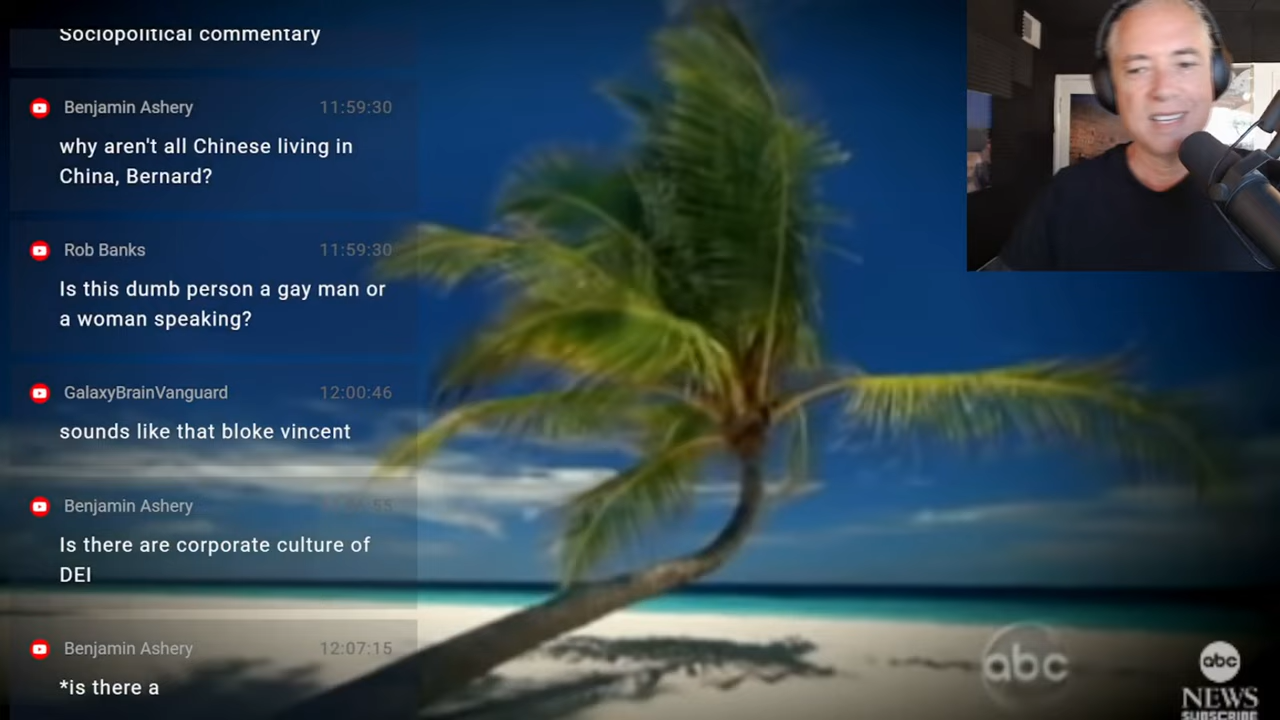 Sociopolitical commentary
Benjamin Ashery 11:59:30
why aren't all Chinese living in
China, Bernard?
Rob Banks 11:59:30
Is this dumb person a gay man or
a woman speaking?
GalaxyBrainVanguard 12:00:46
sounds like that bloke vincent
Benjamin Ashery
Is there are corporate culture of
DEI
Benjamin Ashery 12:07:15
*is there a
abc
abc
NEWS
SUBSCRIBE